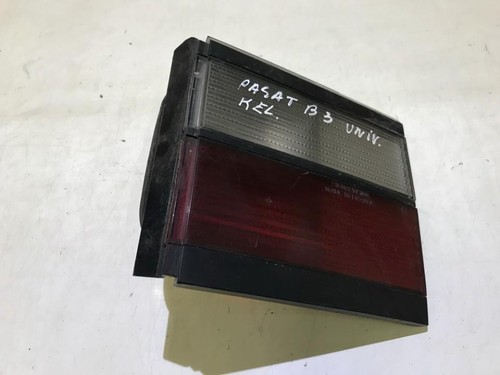 PASAT B3 UNIV.
KEL.